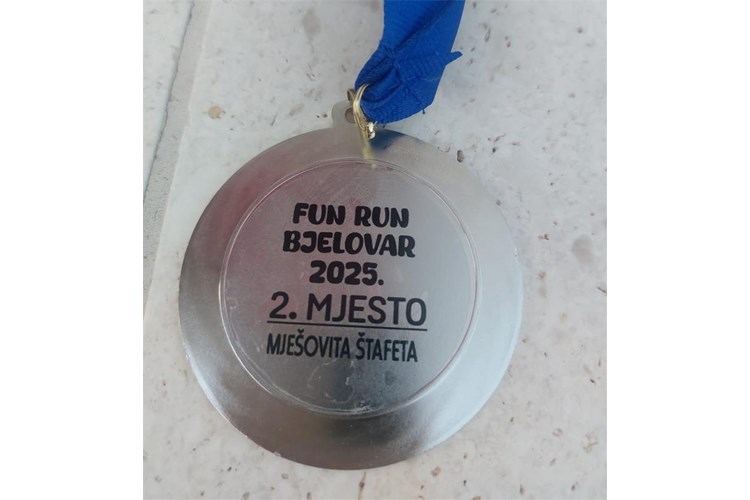 FUN RUN
BJELOVAR
2025.
2. MJESTO
MJEŠOVITA ŠTAFETA